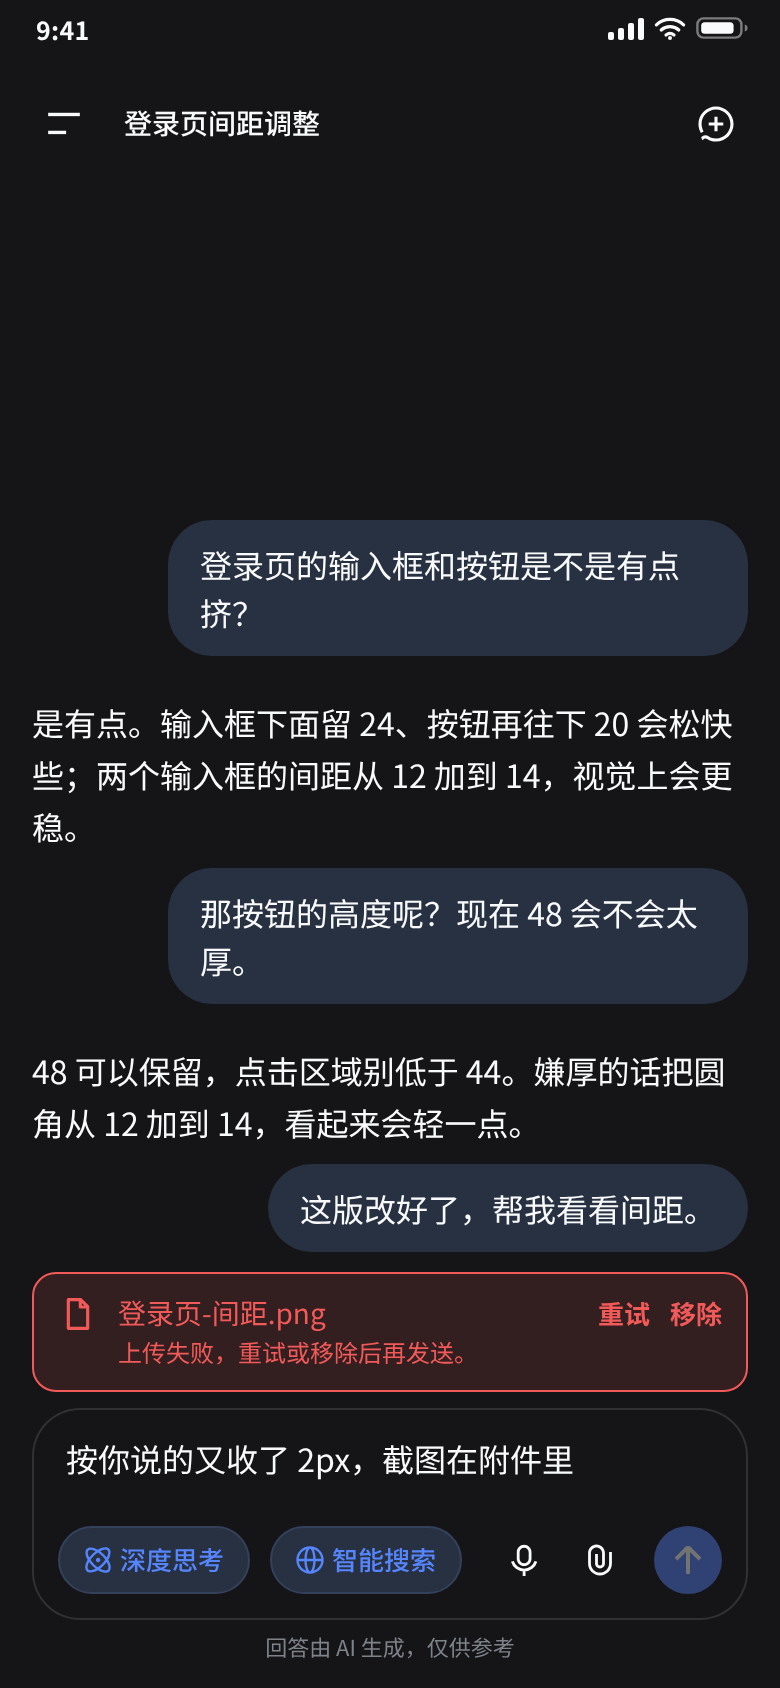 9:41
登录页间距调整
登录页的输入框和按钮是不是有点
挤？
是有点。输入框下面留 24、按钮再往下 20 会松快
些；两个输入框的间距从 12 加到 14，视觉上会更
稳。
那按钮的高度呢？现在 48 会不会太
厚。
48 可以保留，点击区域别低于 44。嫌厚的话把圆
角从 12 加到 14，看起来会轻一点。
这版改好了，帮我看看间距。
登录页-间距.png 重试 移除
上传失败，重试或移除后再发送。
按你说的又收了 2px，截图在附件里
深度思考 智能搜索
回答由 AI 生成，仅供参考